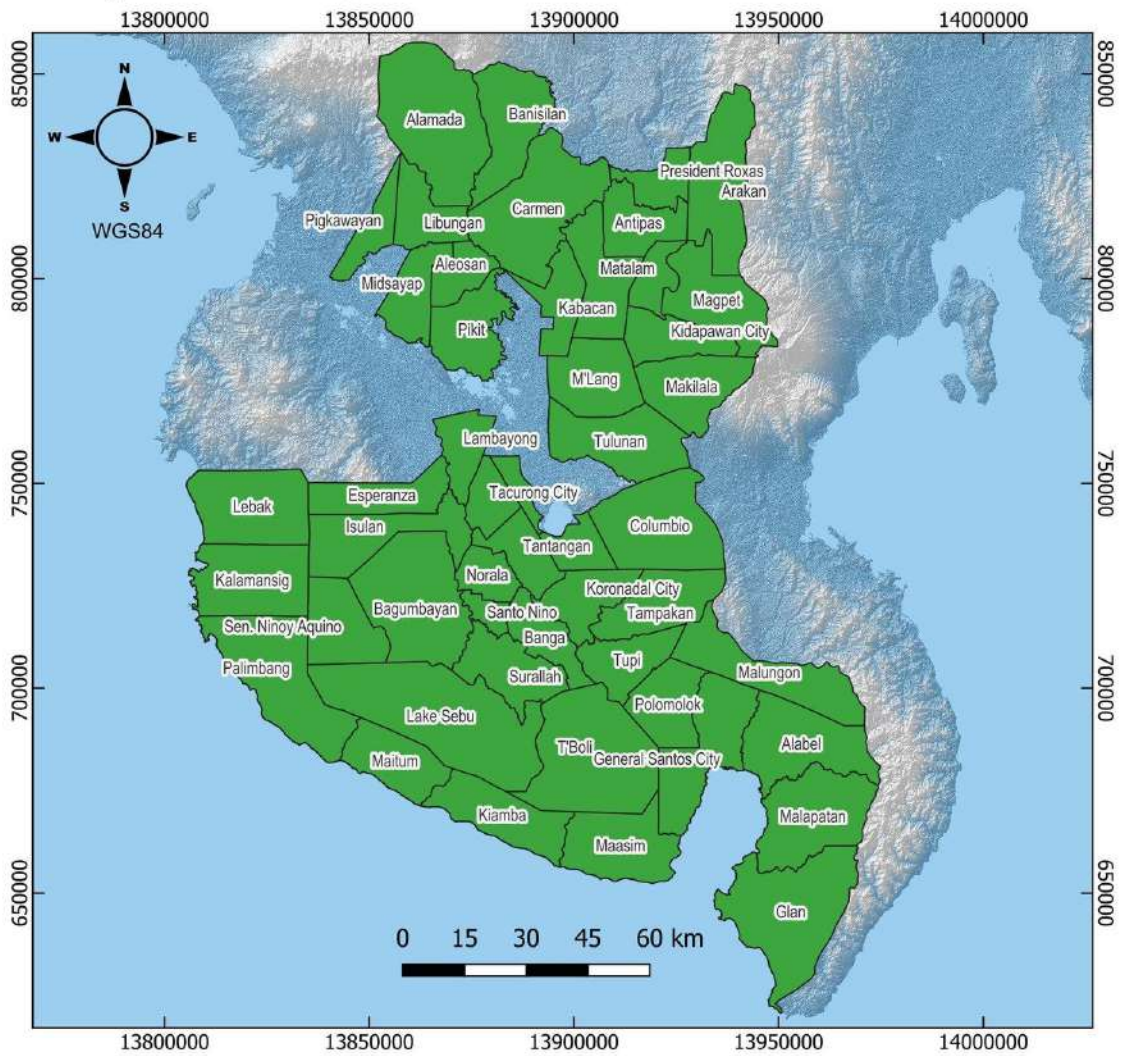 13800000 13850000 13900000 13950000 14000000
850000
850000
N
W E
S
WGS84
Alamada
Banisilan
President Roxas
Arakan
Pigkawayan
Libungan
Carmen
Antipas
Aleosan
Matalam
800000
800000
Midsayap
Kabacan
Magpet
Pikit
Kidapawan City
M'Lang
Makilala
Lambayong
Tulunan
750000
750000
Lebak
Esperanza
Tacurong City
Isulan
Columbio
Tantangan
Kalamansig
Norala
Koronadal City
Bagumbayan
Santo Nino
Tampakan
Sen. Ninoy Aquino
Banga
Palimbang
Surallah
Tupi
Malungon
700000
700000
Lake Sebu
Polomolok
T'Boli
Alabel
Maitum
General Santos City
Kiamba
Malapatan
Maasim
650000
650000
Glan
0 15 30 45 60 km
13800000 13850000 13900000 13950000 14000000